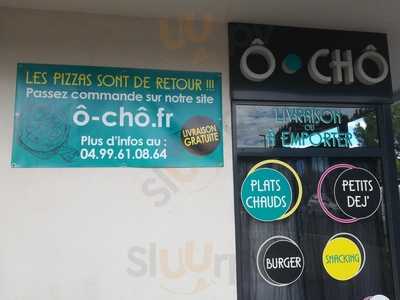 LES PIZZAS SONT DE RETOUR !!!
Passez commande sur notre site
ô-chô.fr
Plus d'infos au :
04.99.61.08.64
LIVRAISON
GRATUITE
Ô•CHÔ
LIVRAISON
OU
À EMPORTER
PLATS
CHAUDS
PETITS
DEJ'
BURGER
SNACKING
sluurpy